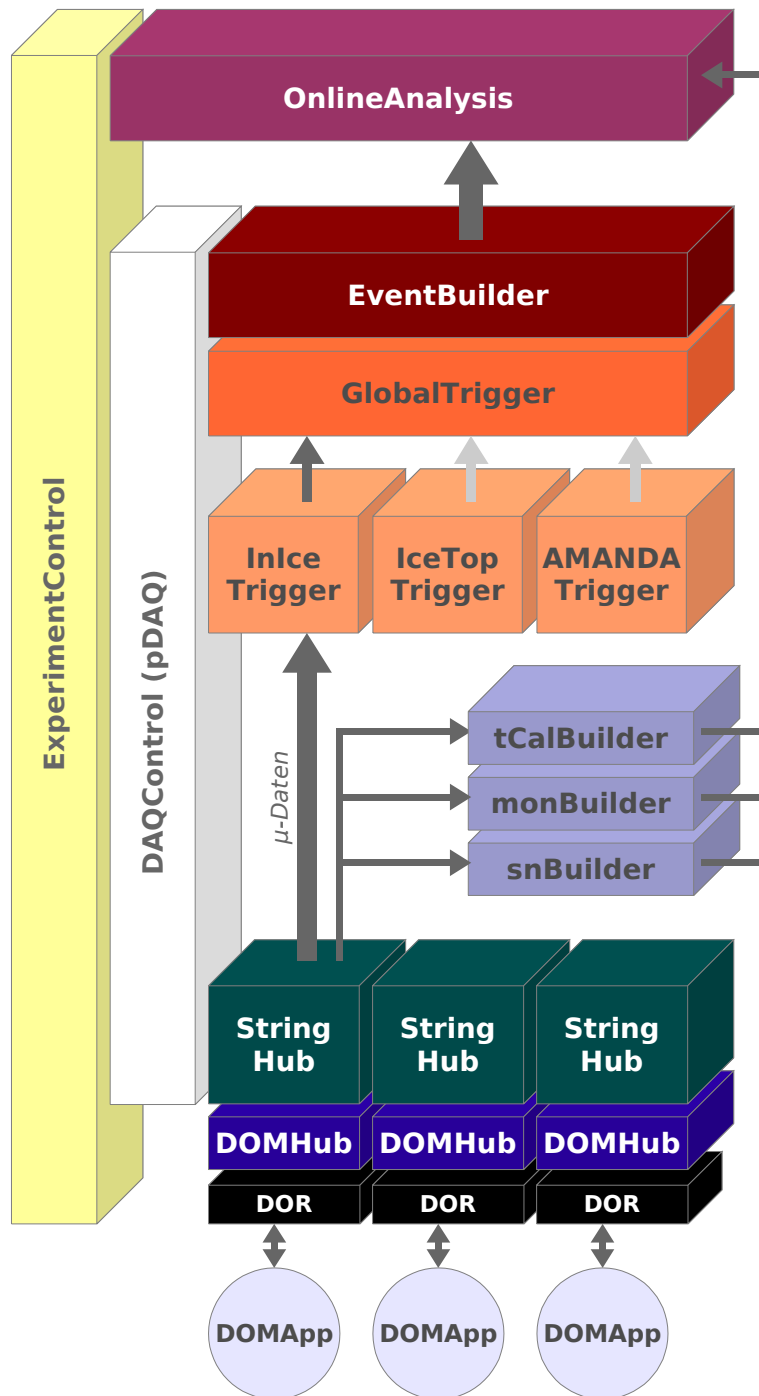 OnlineAnalysis
EventBuilder
GlobalTrigger
InIce
Trigger
IceTop
Trigger
AMANDA
Trigger
ExperimentControl
DAQControl (pDAQ)
µ-Daten
tCalBuilder
monBuilder
snBuilder
String
Hub
String
Hub
String
Hub
DOMHub
DOMHub
DOMHub
DOR
DOR
DOR
DOMApp
DOMApp
DOMApp